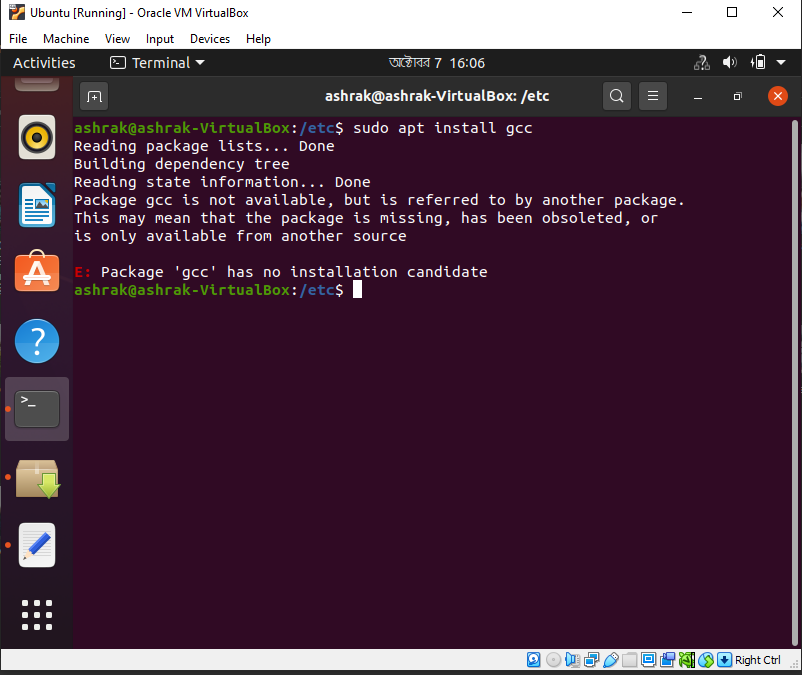 Ubuntu [Running] - Oracle VM VirtualBox
File Machine View Input Devices Help
Activities Terminal অক্টোবর 7 16:06
ashrak@ashrak-VirtualBox: /etc
ashrak@ashrak-VirtualBox:/etc$ sudo apt install gcc
Reading package lists... Done
Building dependency tree
Reading state information... Done
Package gcc is not available, but is referred to by another package.
This may mean that the package is missing, has been obsoleted, or
is only available from another source
E: Package 'gcc' has no installation candidate
ashrak@ashrak-VirtualBox:/etc$
Right Ctrl